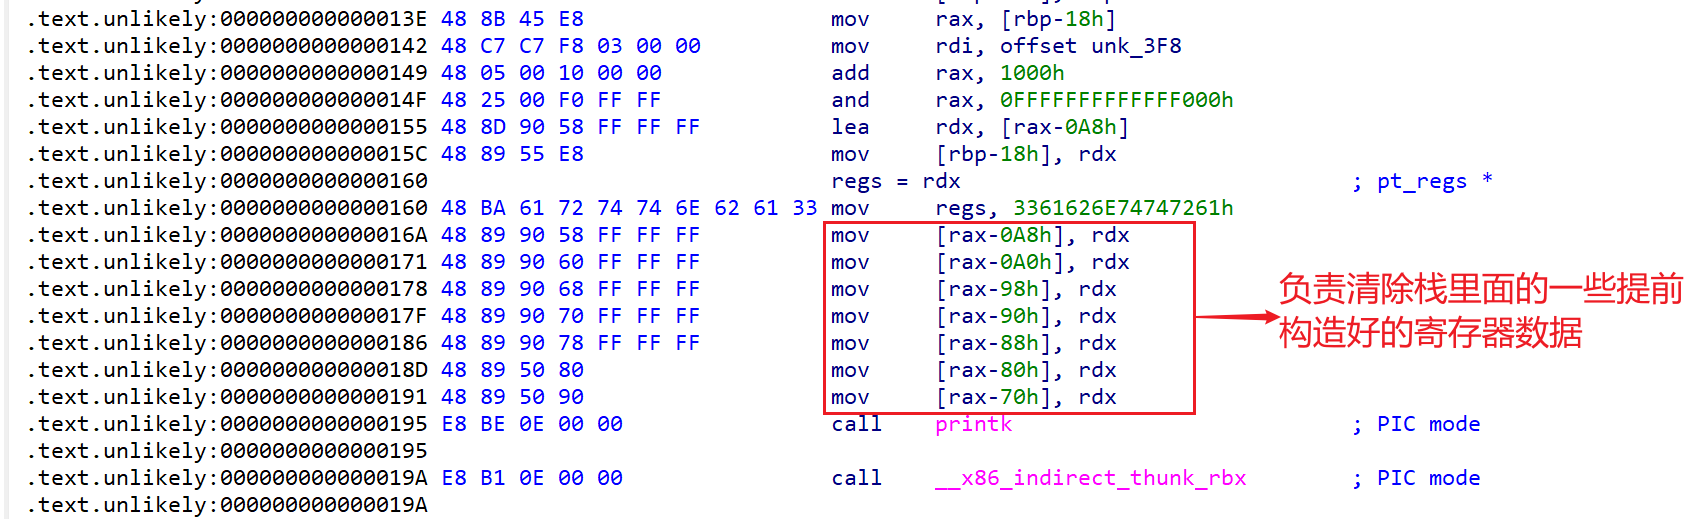 .text.unlikely:000000000000013E 48 8B 45 E8 mov rax, [rbp-18h]
.text.unlikely:0000000000000142 48 C7 C7 F8 03 00 00 mov rdi, offset unk_3F8
.text.unlikely:0000000000000149 48 05 00 10 00 00 add rax, 1000h
.text.unlikely:000000000000014F 48 25 00 F0 FF FF and rax, 0FFFFFFFFFFFFF000h
.text.unlikely:0000000000000155 48 8D 90 58 FF FF FF lea rdx, [rax-0A8h]
.text.unlikely:000000000000015C 48 89 55 E8 mov [rbp-18h], rdx
.text.unlikely:0000000000000160 regs = rdx ; pt_regs *
.text.unlikely:0000000000000160 48 BA 61 72 74 74 6E 62 61 33 mov regs, 3361626E74747261h
.text.unlikely:000000000000016A 48 89 90 58 FF FF FF mov [rax-0A8h], rdx
.text.unlikely:0000000000000171 48 89 90 60 FF FF FF mov [rax-0A0h], rdx
.text.unlikely:0000000000000178 48 89 90 68 FF FF FF mov [rax-98h], rdx
.text.unlikely:000000000000017F 48 89 90 70 FF FF FF mov [rax-90h], rdx
.text.unlikely:0000000000000186 48 89 90 78 FF FF FF mov [rax-88h], rdx
.text.unlikely:000000000000018D 48 89 50 80 mov [rax-80h], rdx
.text.unlikely:0000000000000191 48 89 50 90 mov [rax-70h], rdx
.text.unlikely:0000000000000195 E8 BE 0E 00 00 call printk ; PIC mode
.text.unlikely:0000000000000195
.text.unlikely:000000000000019A E8 B1 0E 00 00 call __x86_indirect_thunk_rbx ; PIC mode
.text.unlikely:000000000000019A
负责清除栈里面的一些提前
构造好的寄存器数据